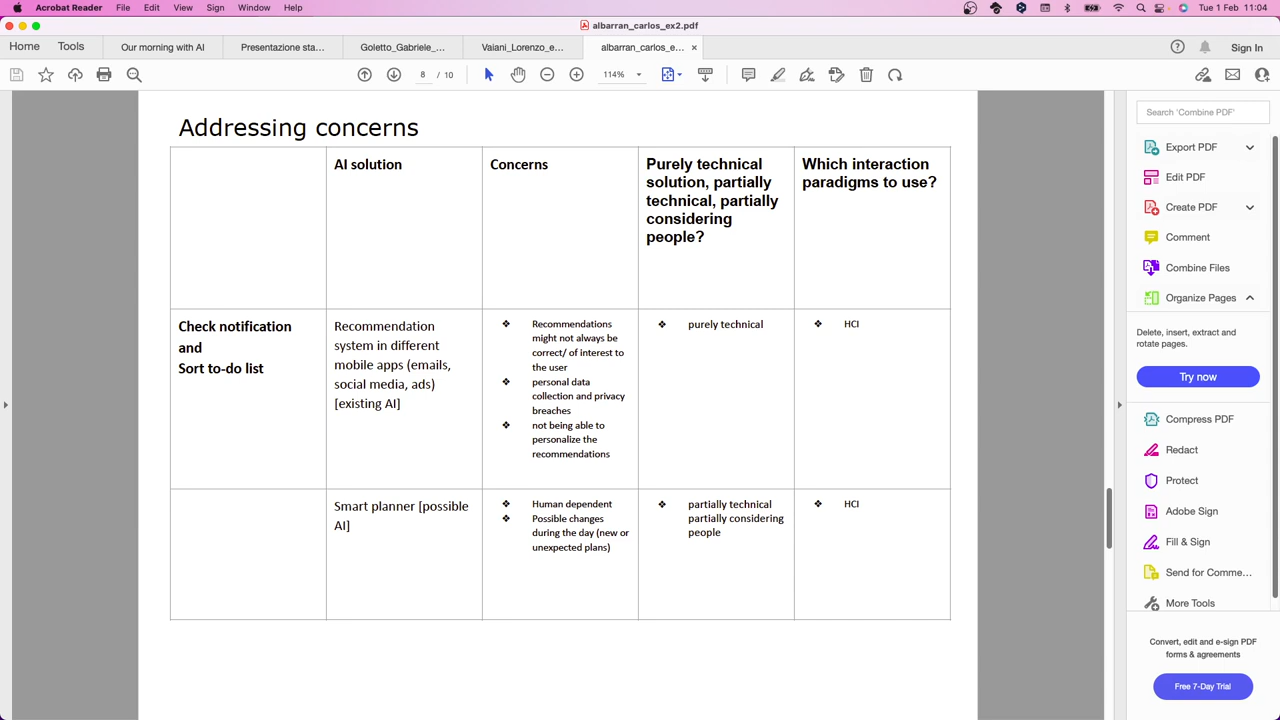 Acrobat Reader File Edit View Sign Window Help Tue 1 Feb 11:04
albarran_carlos_ex2.pdf
Home Tools Our morning with AI Presentazione sta... Goletto_Gabriele_... Vaiani_Lorenzo_e... albarran_carlos_e... × Sign In
8 / 10 114%
Addressing concerns
AI solution
Concerns
Purely technical
solution, partially
technical, partially
considering
people?
Which interaction
paradigms to use?
Check notification
and
Sort to-do list
Recommendation
system in different
mobile apps (emails,
social media, ads)
[existing AI]
❖ Recommendations
might not always be
correct/ of interest to
the user
❖ personal data
collection and privacy
breaches
❖ not being able to
personalize the
recommendations
❖ purely technical
❖ HCI
Smart planner [possible
AI]
❖ Human dependent
❖ Possible changes
during the day (new or
unexpected plans)
❖ partially technical
partially considering
people
❖ HCI
Search 'Combine PDF'
Export PDF
Edit PDF
Create PDF
Comment
Combine Files
Organize Pages
Delete, insert, extract and
rotate pages.
Try now
Compress PDF
Redact
Protect
Adobe Sign
Fill & Sign
Send for Comme...
More Tools
Convert, edit and e-sign PDF
forms & agreements
Free 7-Day Trial